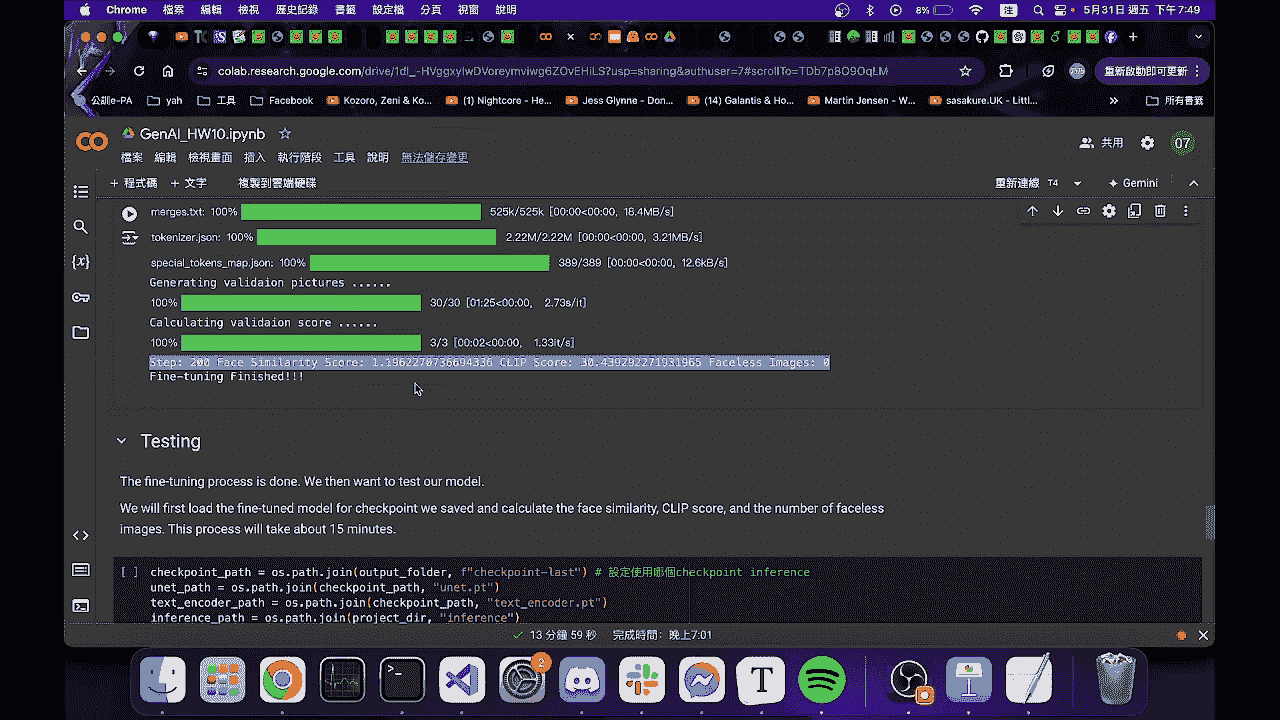 Chrome 檔案 編輯 檢視 歷史記錄 書籤 設定檔 分頁 視窗 說明 8% 注 5月31日 週五 下午7:49
colab.research.google.com/drive/1dI_-HVggxylwDVoreymviwg6ZOvEHiLS?usp=sharing&authuser=7#scrollTo=TDb7p8O9OqLM 重新啟動即可更新
公訓e-PA yah 工具 Facebook Kozoro, Zeni & Ko... (1) Nightcore - He... Jess Glynne - Don... (14) Galantis & Ho... Martin Jensen - W... sasakure.UK - Littl... » 所有書籤
GenAI_HW10.ipynb
檔案 編輯 檢視畫面 插入 執行階段 工具 說明 無法儲存變更
共用 07
+ 程式碼 + 文字 複製到雲端硬碟 重新連線 T4 Gemini
merges.txt: 100% 525k/525k [00:00<00:00, 18.4MB/s]
tokenizer.json: 100% 2.22M/2.22M [00:00<00:00, 3.21MB/s]
special_tokens_map.json: 100% 389/389 [00:00<00:00, 12.6kB/s]
Generating validaion pictures ......
100% 30/30 [01:25<00:00, 2.73s/it]
Calculating validaion score ......
100% 3/3 [00:02<00:00, 1.33it/s]
Step: 200 Face Similarity Score: 1.1962270736694336 CLIP Score: 30.439292271931965 Faceless Images: 0
Fine-tuning Finished!!!
Testing
The fine-tuning process is done. We then want to test our model.
We will first load the fine-tuned model for checkpoint we saved and calculate the face similarity, CLIP score, and the number of faceless
images. This process will take about 15 minutes.
[ ] checkpoint_path = os.path.join(output_folder, f"checkpoint-last") # 設定使用哪個checkpoint inference
unet_path = os.path.join(checkpoint_path, "unet.pt")
text_encoder_path = os.path.join(checkpoint_path, "text_encoder.pt")
inference_path = os.path.join(project_dir, "inference")
13 分鐘 59 秒 完成時間: 晚上7:01
2
T